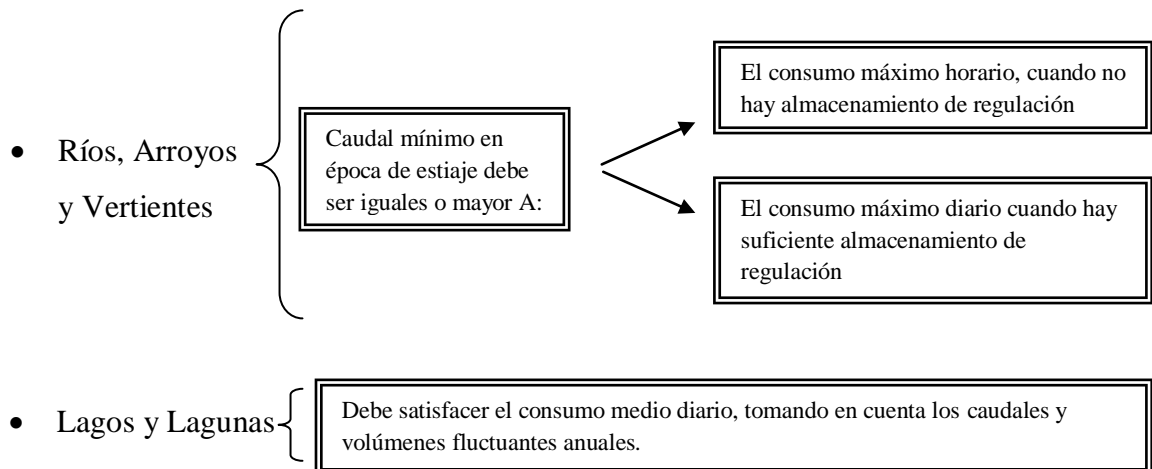 • Ríos, Arroyos
y Vertientes
Caudal mínimo en
época de estiaje debe
ser iguales o mayor A:
El consumo máximo horario, cuando no
hay almacenamiento de regulación
El consumo máximo diario cuando hay
suficiente almacenamiento de
regulación
• Lagos y Lagunas
Debe satisfacer el consumo medio diario, tomando en cuenta los caudales y
volúmenes fluctuantes anuales.